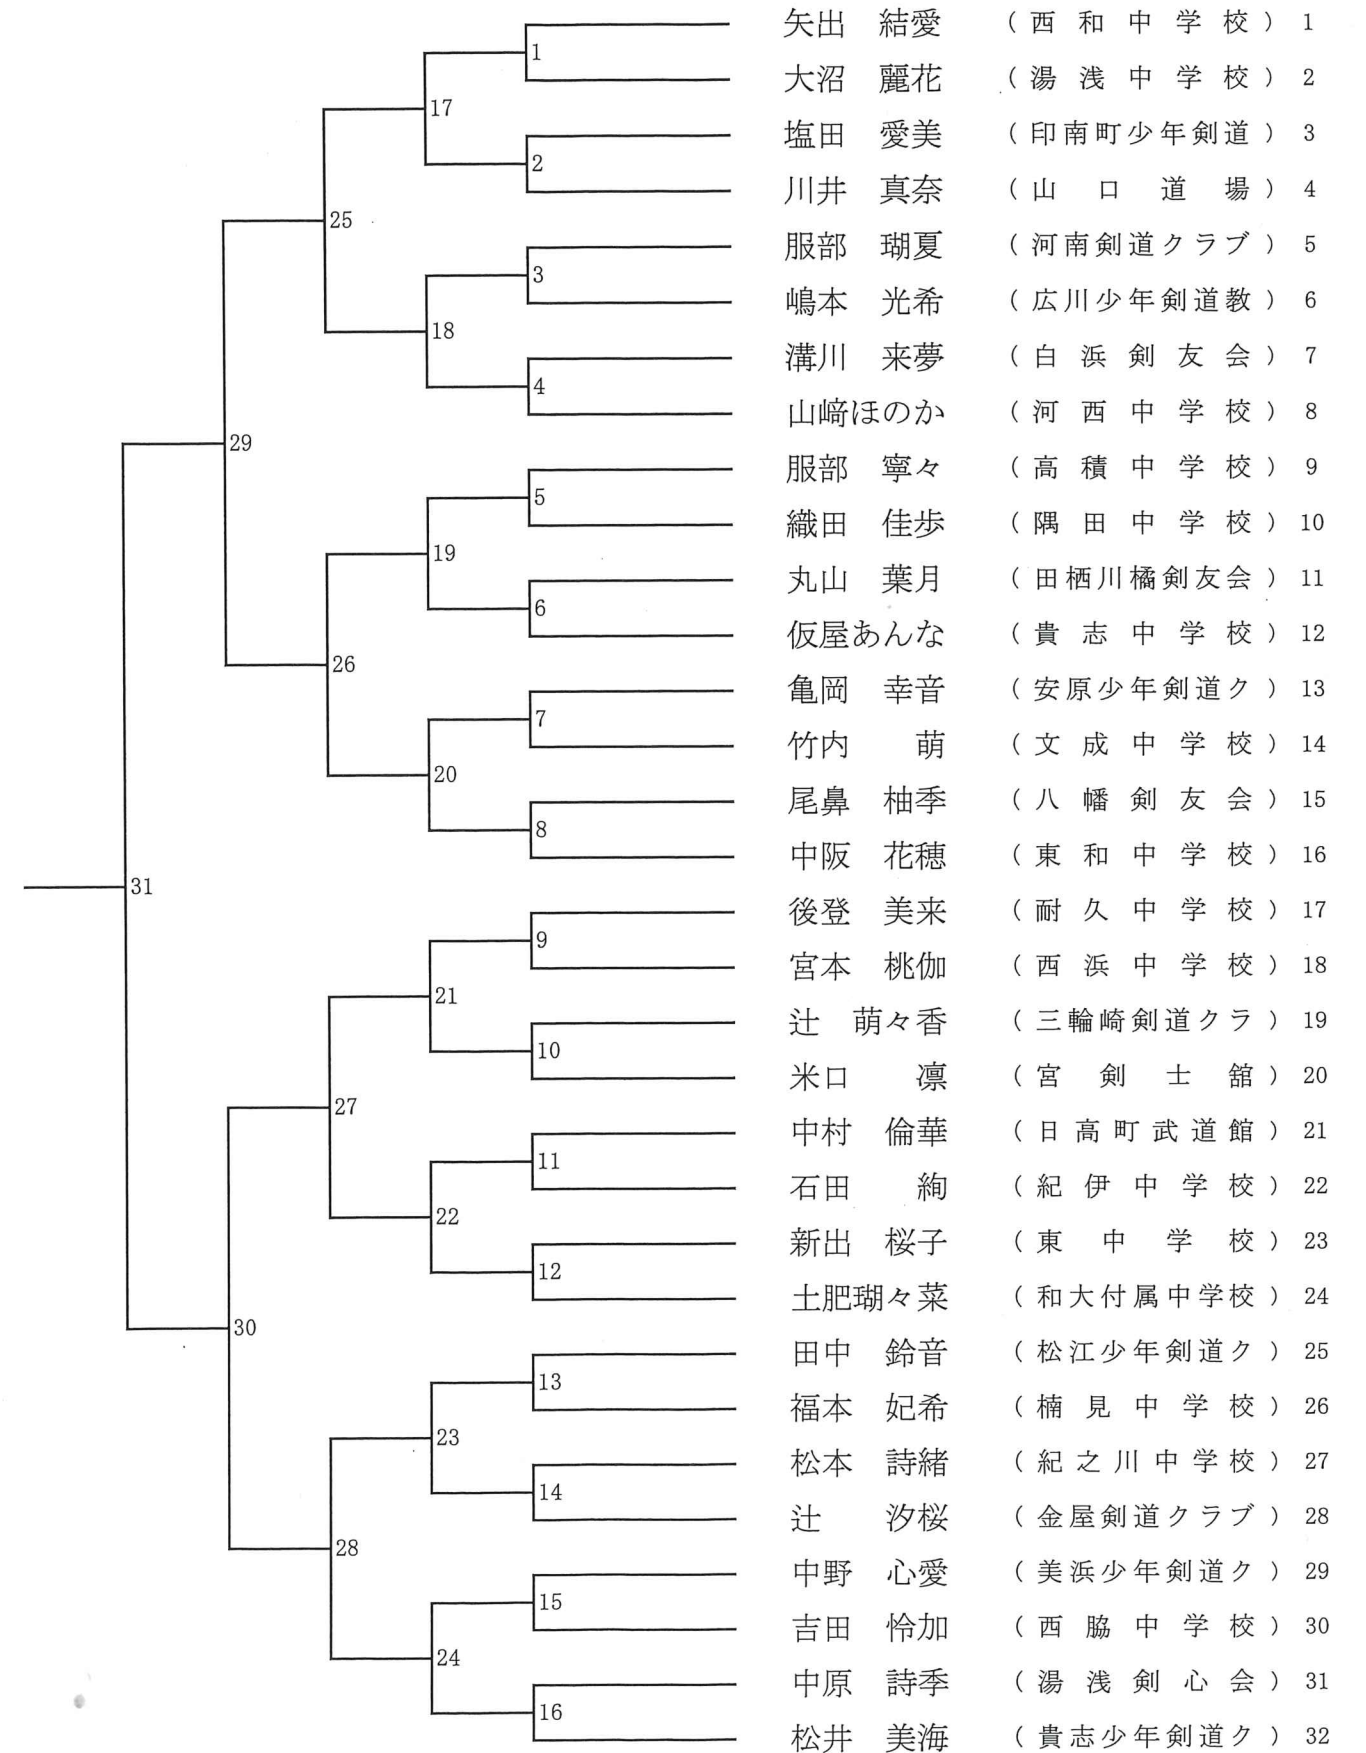 矢出 結愛 (西和中学校) 1
1
大沼 麗花 (湯浅中学校) 2
17
塩田 愛美 (印南町少年剣道) 3
2
川井 真奈 (山口道場) 4
25
服部 瑚夏 (河南剣道クラブ) 5
3
嶋本 光希 (広川少年剣道教) 6
18
溝川 来夢 (白浜剣友会) 7
4
山﨑ほのか (河西中学校) 8
29
服部 寧々 (高積中学校) 9
5
織田 佳歩 (隅田中学校) 10
19
丸山 葉月 (田栖川橘剣友会) 11
6
仮屋あんな (貴志中学校) 12
26
亀岡 幸音 (安原少年剣道ク) 13
7
竹内 萌 (文成中学校) 14
20
尾鼻 柚季 (八幡剣友会) 15
8
中阪 花穂 (東和中学校) 16
31
後登 美来 (耐久中学校) 17
9
宮本 桃伽 (西浜中学校) 18
21
辻 萌々香 (三輪崎剣道クラ) 19
10
米口 凛 (宮剣士舘) 20
27
中村 倫華 (日高町武道館) 21
11
石田 絢 (紀伊中学校) 22
22
新出 桜子 (東中学校) 23
12
土肥瑚々菜 (和大付属中学校) 24
30
田中 鈴音 (松江少年剣道ク) 25
13
福本 妃希 (楠見中学校) 26
23
松本 詩緒 (紀之川中学校) 27
14
辻 汐桜 (金屋剣道クラブ) 28
28
中野 心愛 (美浜少年剣道ク) 29
15
吉田 怜加 (西脇中学校) 30
24
中原 詩季 (湯浅剣心会) 31
16
松井 美海 (貴志少年剣道ク) 32